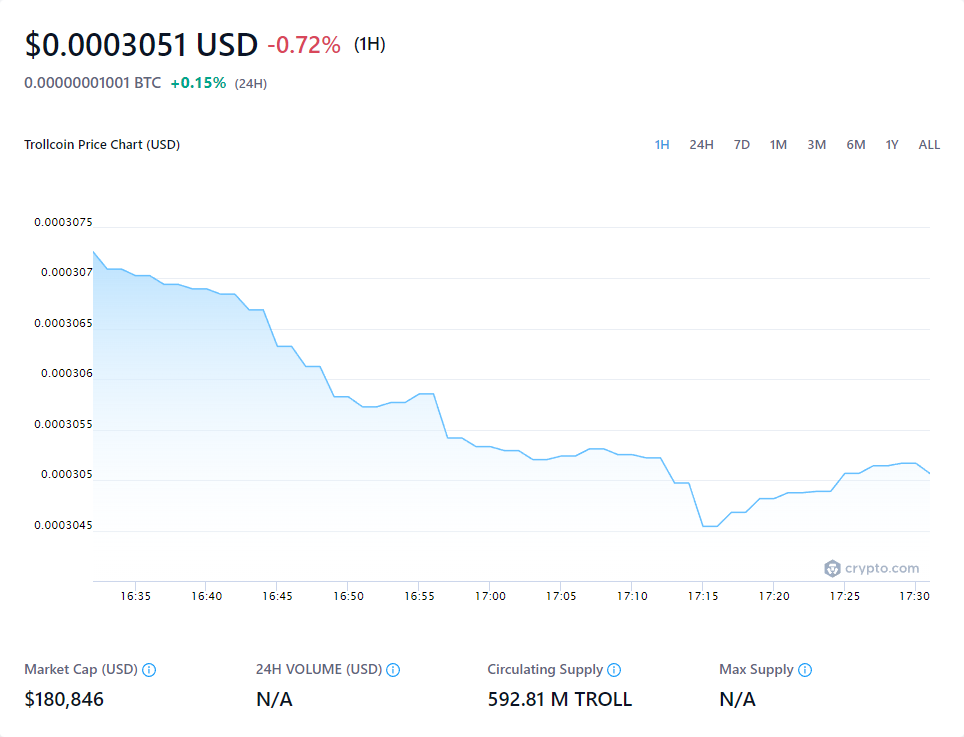 $0.0003051 USD -0.72% (1H)
0.00000001001 BTC +0.15% (24H)
Trollcoin Price Chart (USD) 1H 24H 7D 1M 3M 6M 1Y ALL
0.0003075
0.000307
0.0003065
0.000306
0.0003055
0.000305
0.0003045
crypto.com
16:35 16:40 16:45 16:50 16:55 17:00 17:05 17:10 17:15 17:20 17:25 17:30
Market Cap (USD) 24H VOLUME (USD) Circulating Supply Max Supply
$180,846 N/A 592.81 M TROLL N/A